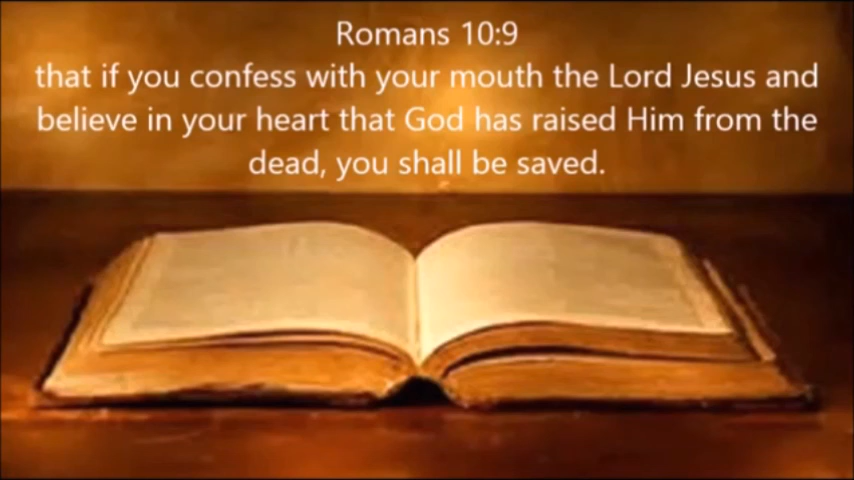 Romans 10:9
that if you confess with your mouth the Lord Jesus and
believe in your heart that God has raised Him from the
dead, you shall be saved.